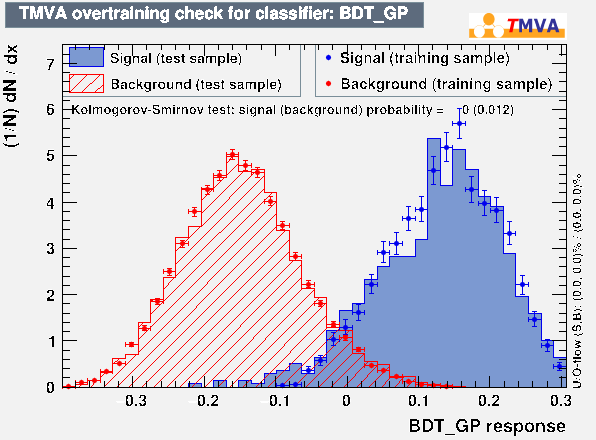 TMVA overtraining check for classifier: BDT_GP
TMVA
(1/N) dN / dx
7
6
5
4
3
2
1
0
Signal (test sample)
Background (test sample)
Signal (training sample)
Background (training sample)
Kolmogorov-Smirnov test: signal (background) probability = 0 (0.012)
U/O-flow (S,B): (0.0, 0.0)% / (0.0, 0.0)%
−0.3 −0.2 −0.1 0 0.1 0.2 0.3
BDT_GP response